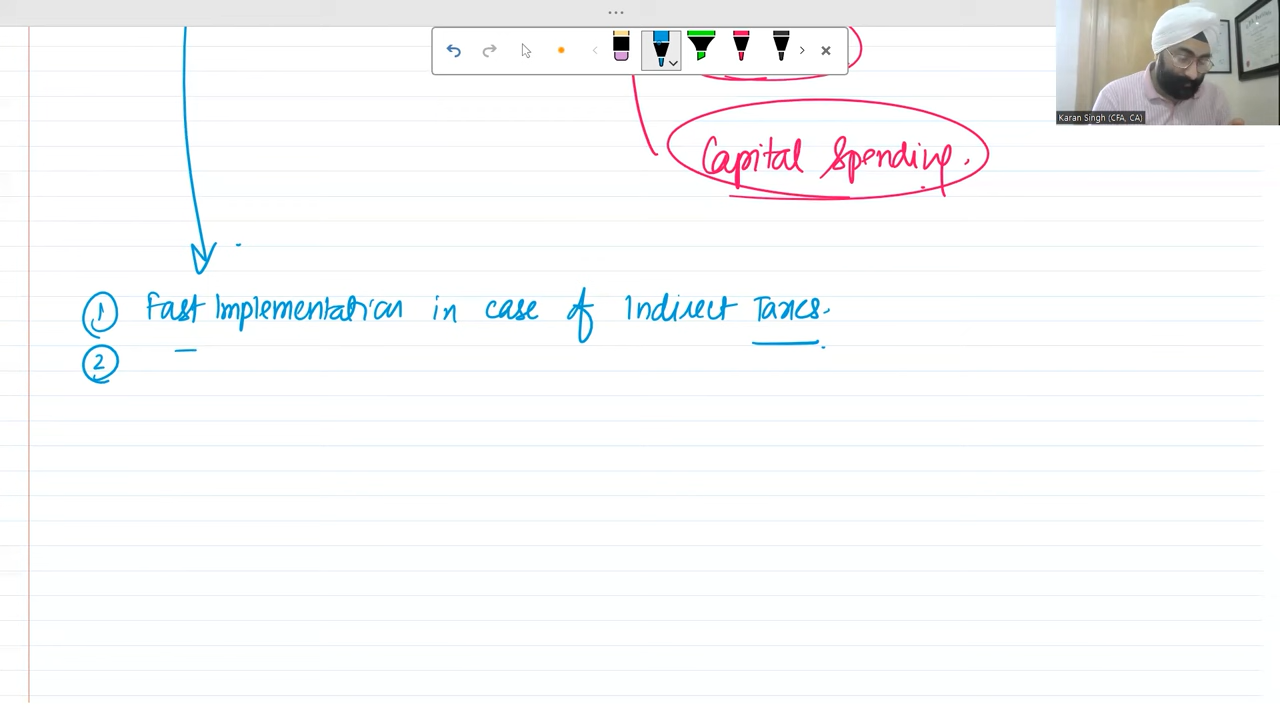 Karan Singh (CFA, CA)
Capital Spending.
① Fast Implementation in case of Indirect Taxes.
②